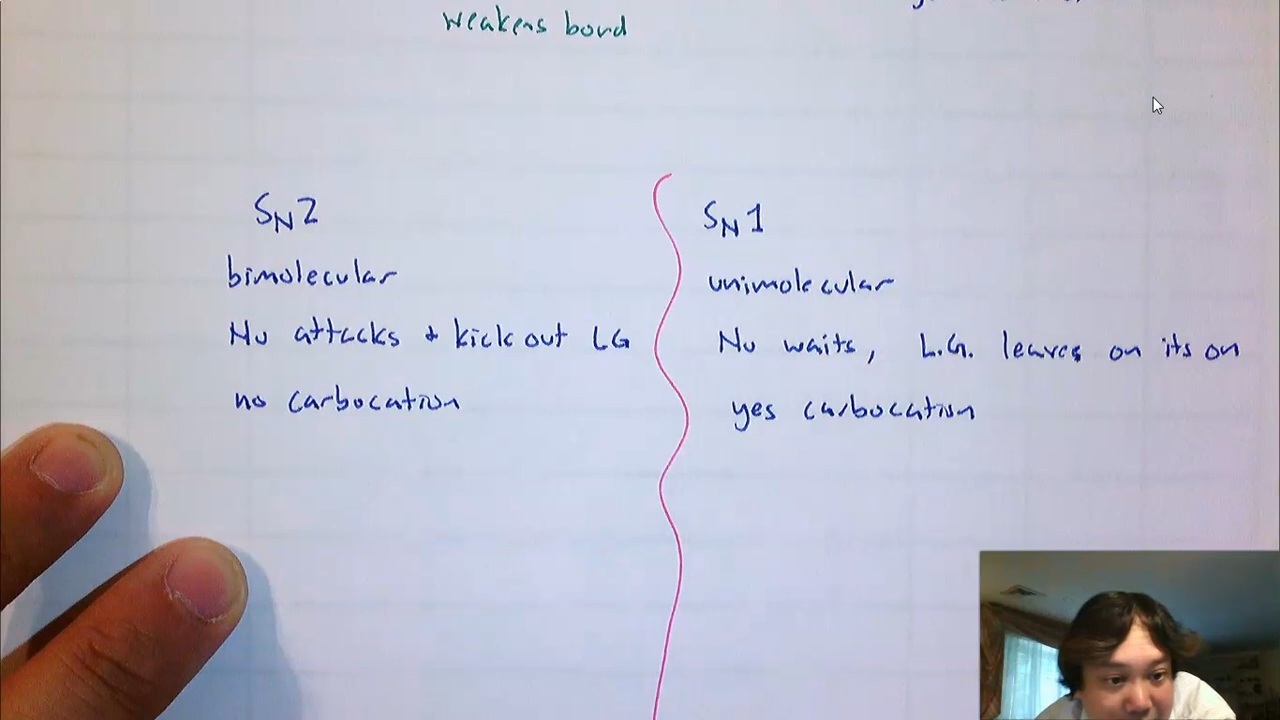 weakens bond
SN2
bimolecular
Nu attacks + kick out LG
no carbocation
SN1
unimolecular
Nu waits, L.G. leaves on its on
yes carbocation